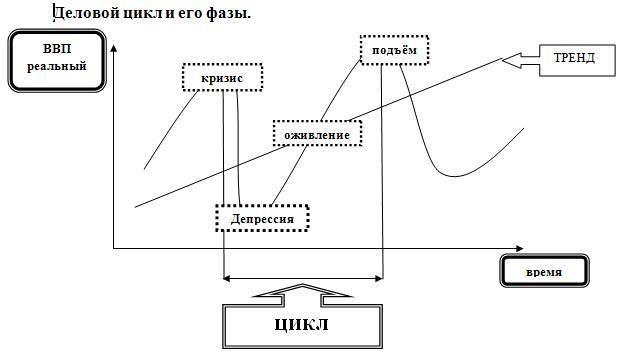 Деловой цикл и его фазы.
ВВП
реальный
подъём
ТРЕНД
кризис
оживление
Депрессия
время
ЦИКЛ